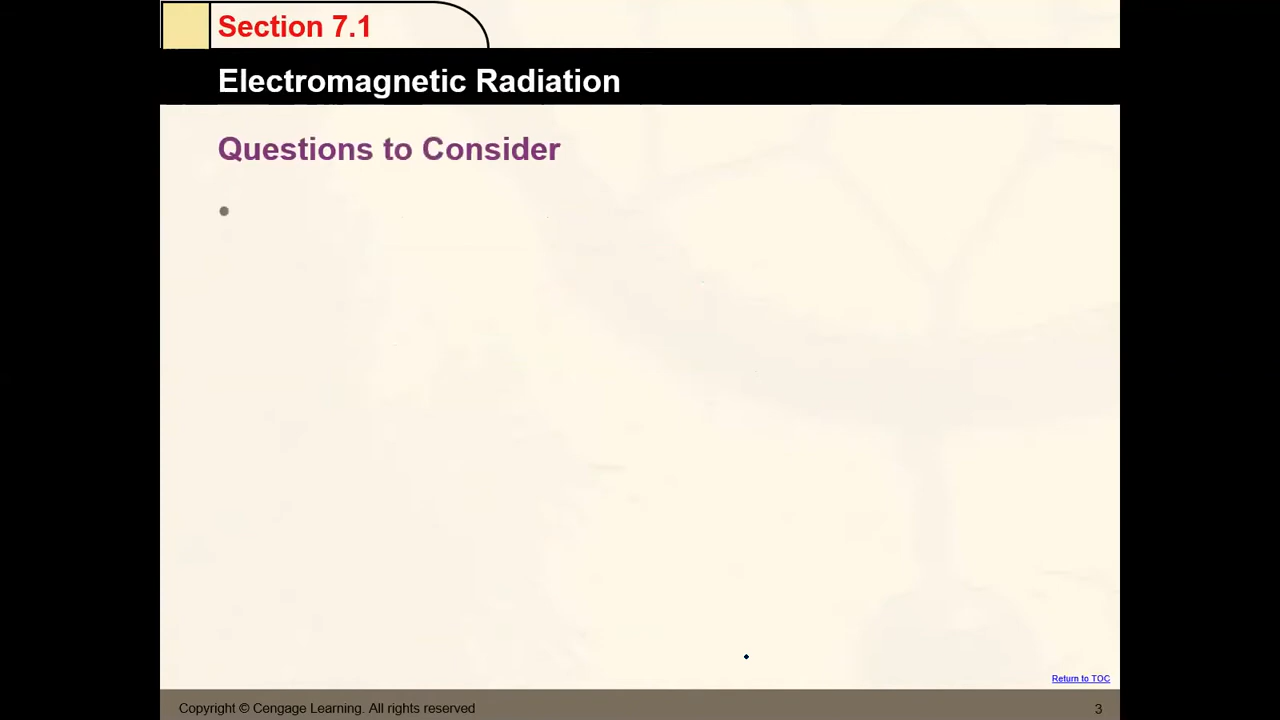 Section 7.1
Electromagnetic Radiation
Questions to Consider
•
Return to TOC
Copyright © Cengage Learning. All rights reserved
3